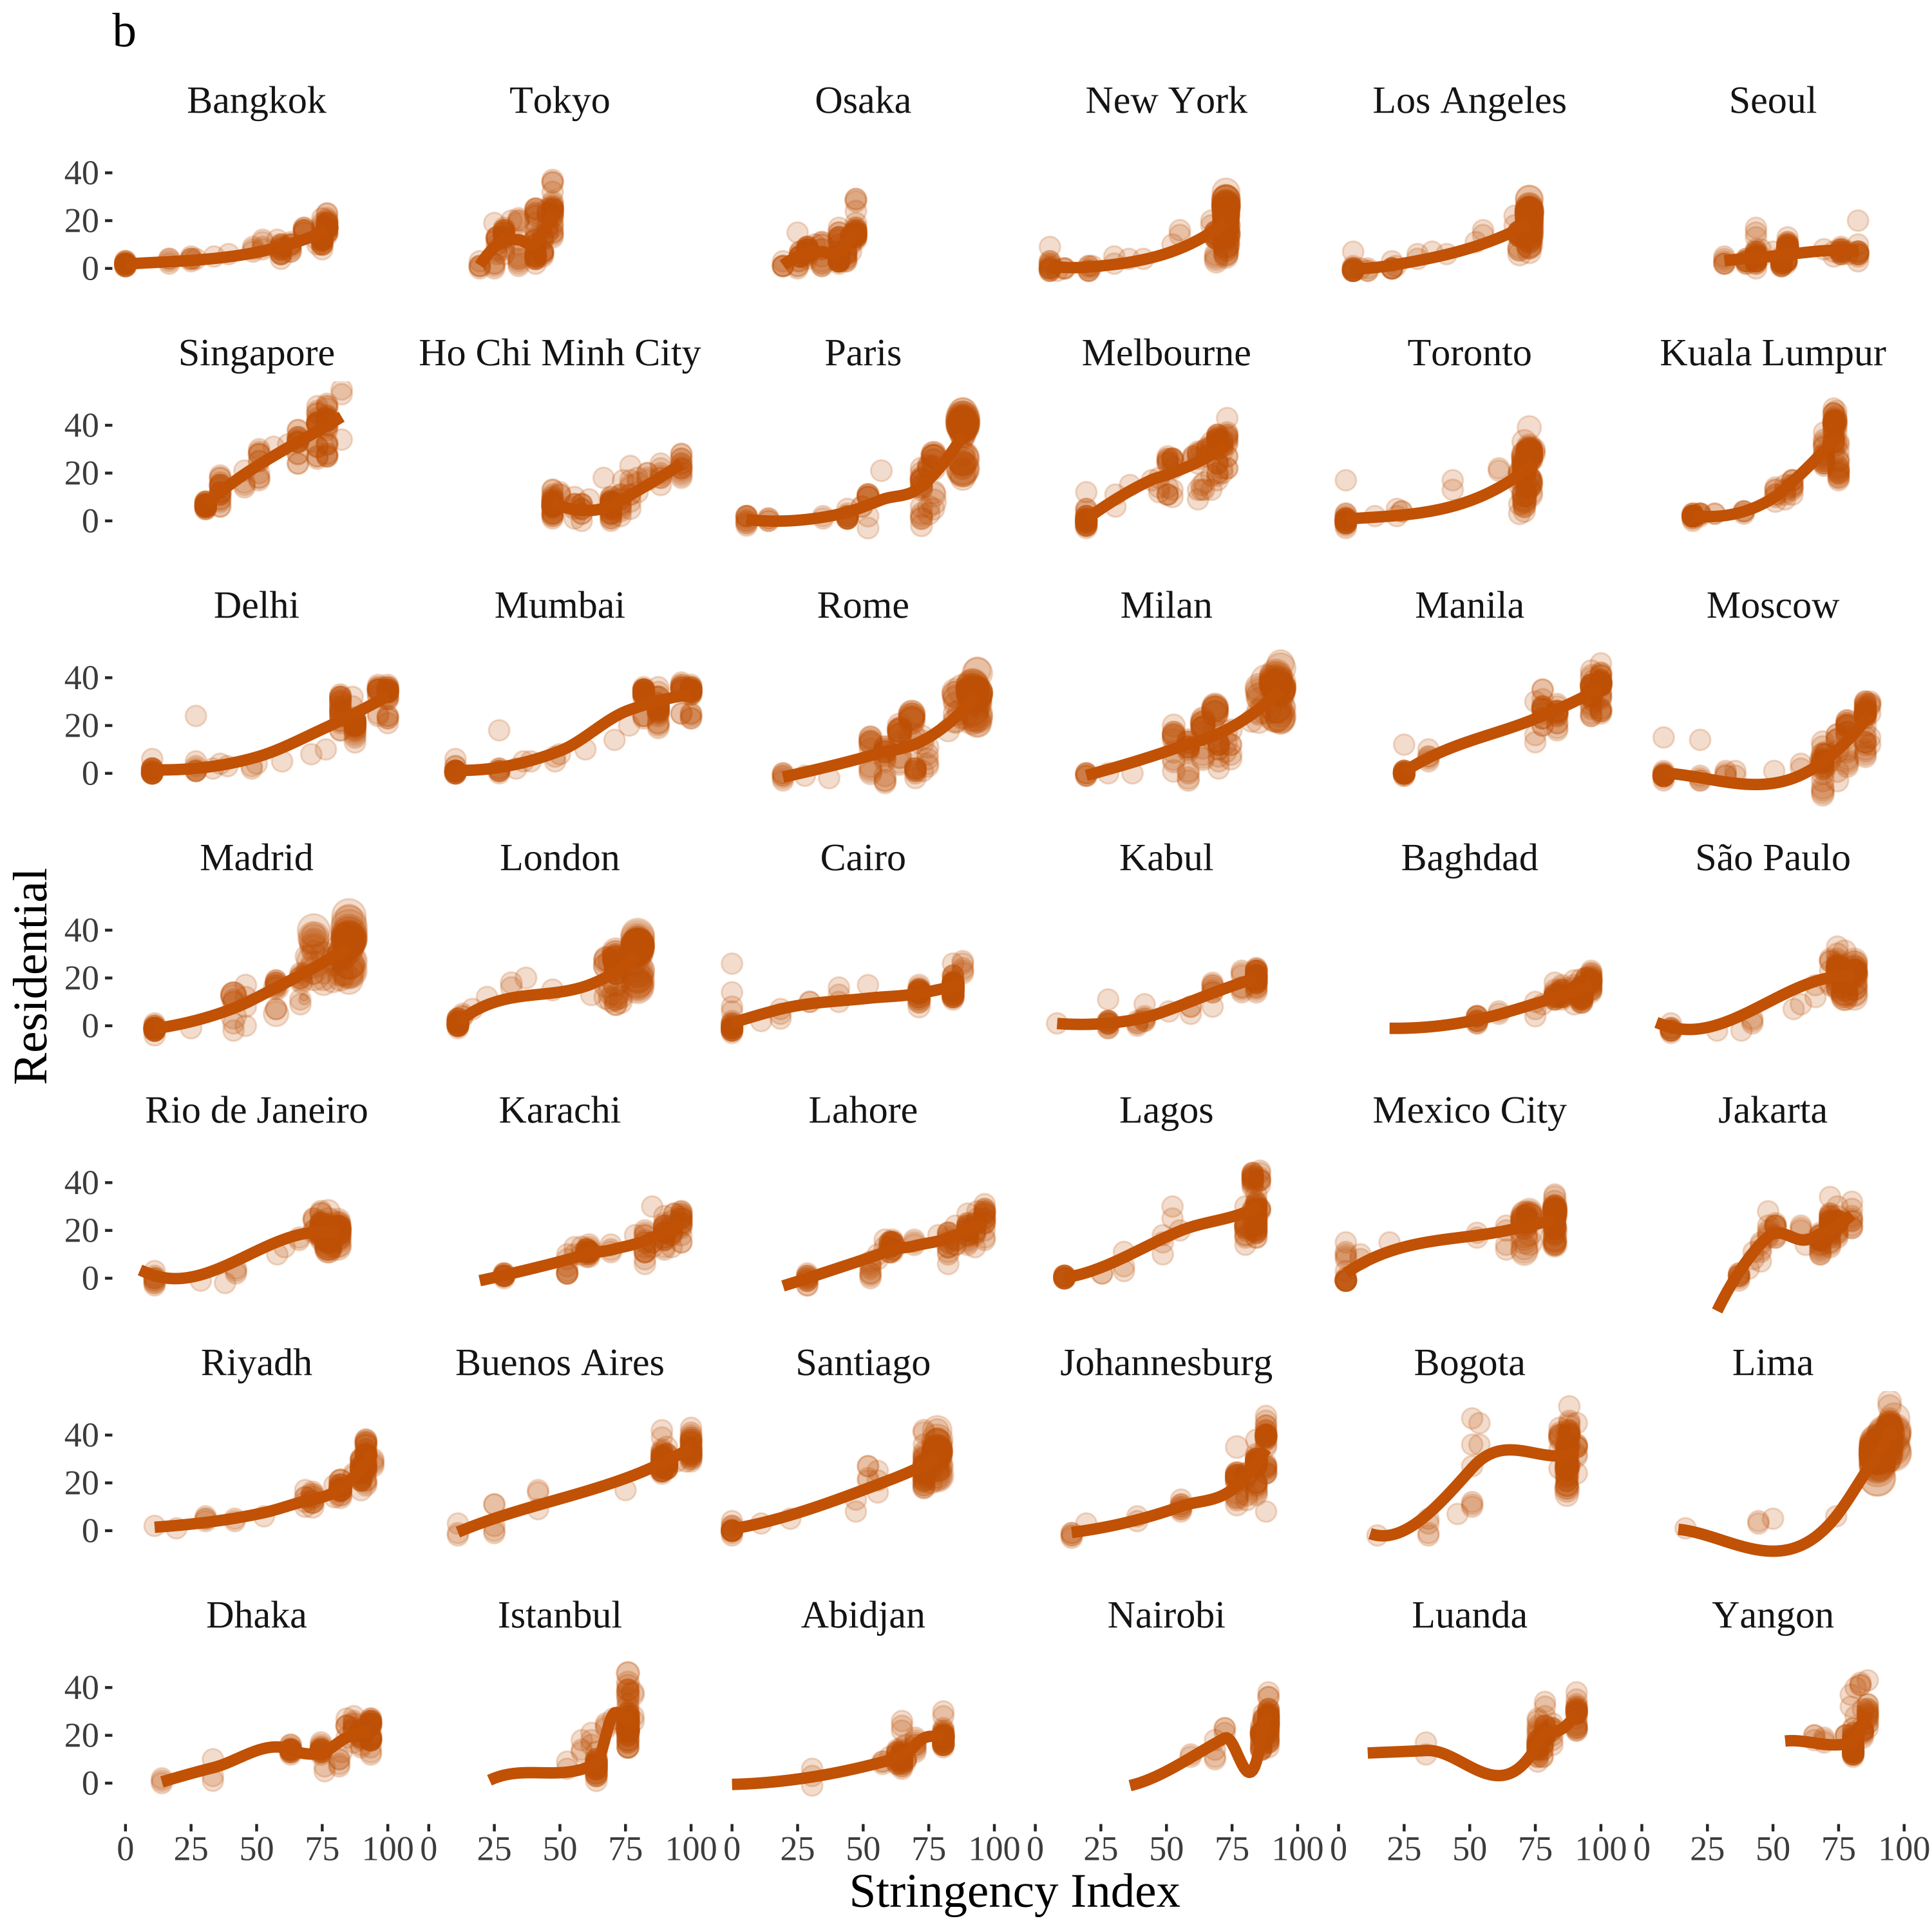 b
Bangkok Tokyo Osaka New York Los Angeles Seoul
40
20
0
Singapore Ho Chi Minh City Paris Melbourne Toronto Kuala Lumpur
40
20
0
Delhi Mumbai Rome Milan Manila Moscow
40
20
0
Madrid London Cairo Kabul Baghdad São Paulo
40
20
0
Residential
Rio de Janeiro Karachi Lahore Lagos Mexico City Jakarta
40
20
0
Riyadh Buenos Aires Santiago Johannesburg Bogota Lima
40
20
0
Dhaka Istanbul Abidjan Nairobi Luanda Yangon
40
20
0
0 25 50 75 100 0 25 50 75 100 0 25 50 75 100 0 25 50 75 100 0 25 50 75 100 0 25 50 75 100
Stringency Index